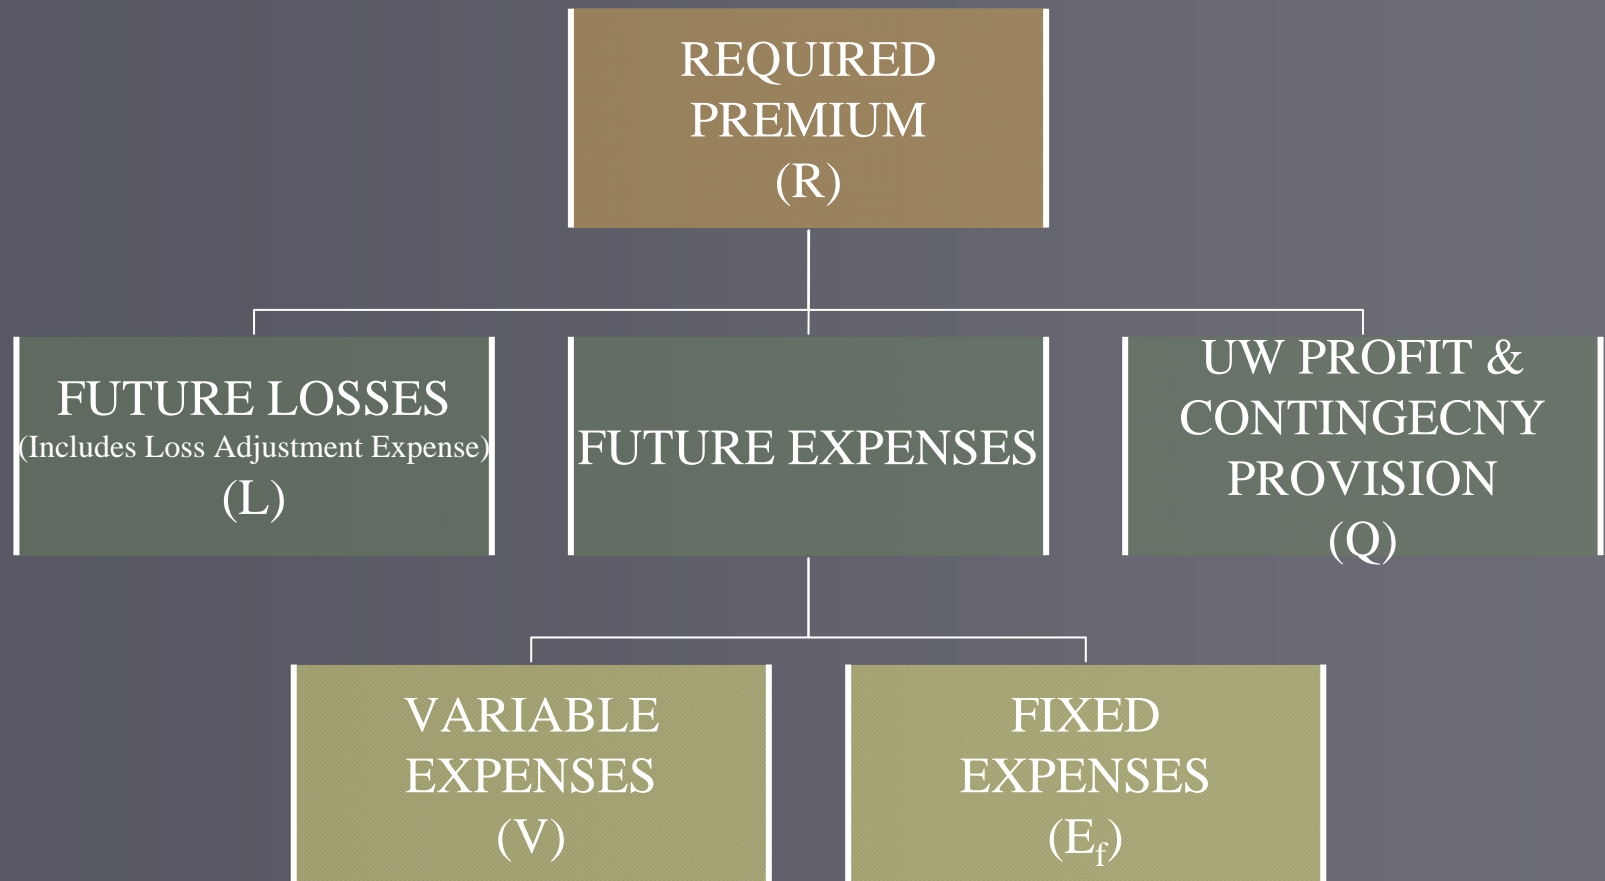 REQUIRED
PREMIUM
(R)
FUTURE LOSSES
(Includes Loss Adjustment Expense)
(L)
FUTURE EXPENSES
UW PROFIT &
CONTINGECNY
PROVISION
(Q)
VARIABLE
EXPENSES
(V)
FIXED
EXPENSES
(Ef)